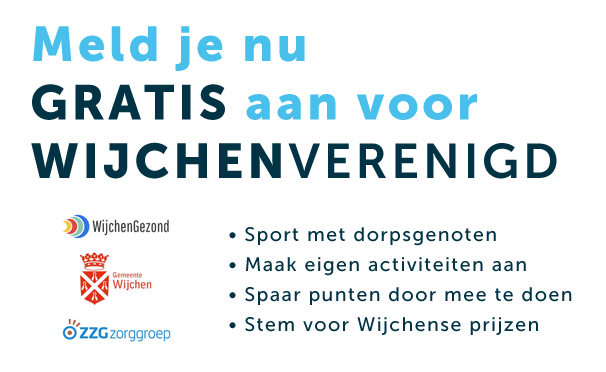 Meld je nu
GRATIS aan voor
WIJCHENVERENIGD
WijchenGezond
Gemeente
Wijchen
ZZG zorggroep
• Sport met dorpsgenoten
• Maak eigen activiteiten aan
• Spaar punten door mee te doen
• Stem voor Wijchense prijzen